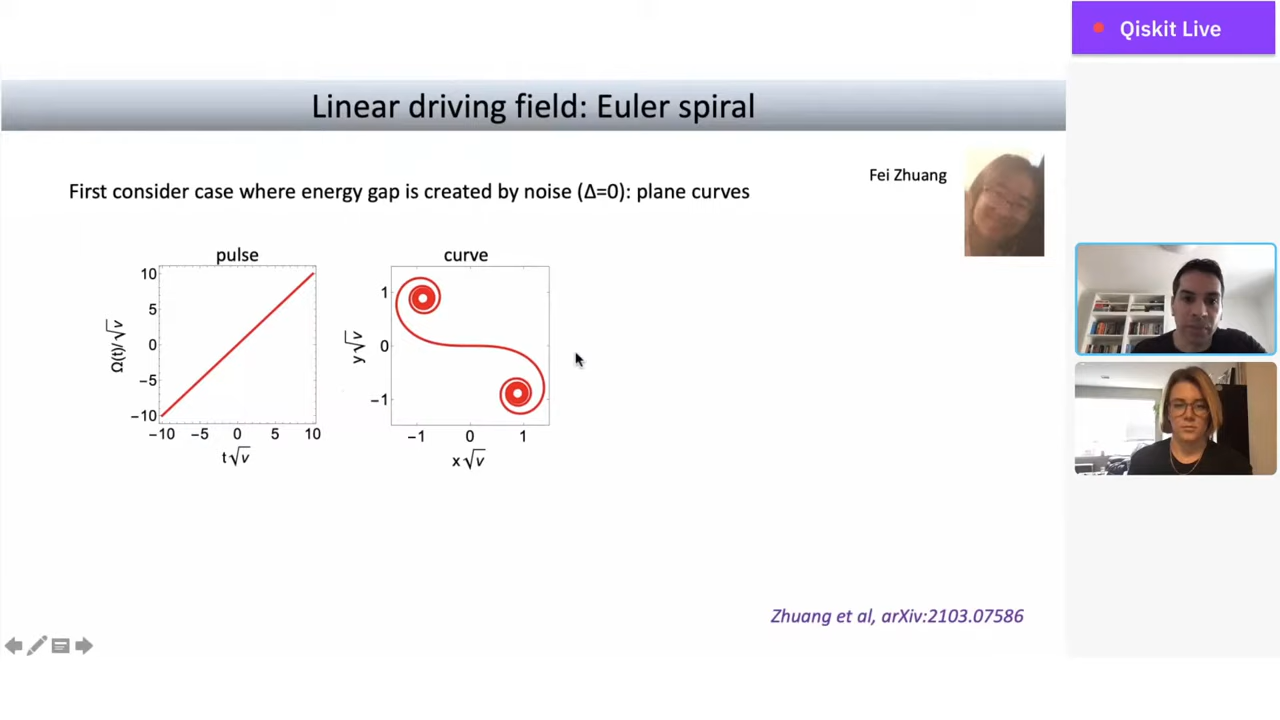 Qiskit Live
Linear driving field: Euler spiral
Fei Zhuang
First consider case where energy gap is created by noise (Δ=0): plane curves
pulse
10
5
0
−5
−10
Ω(t)/√v
−10 −5 0 5 10
t√v
curve
1
0
−1
y√v
−1 0 1
x√v
Zhuang et al, arXiv:2103.07586